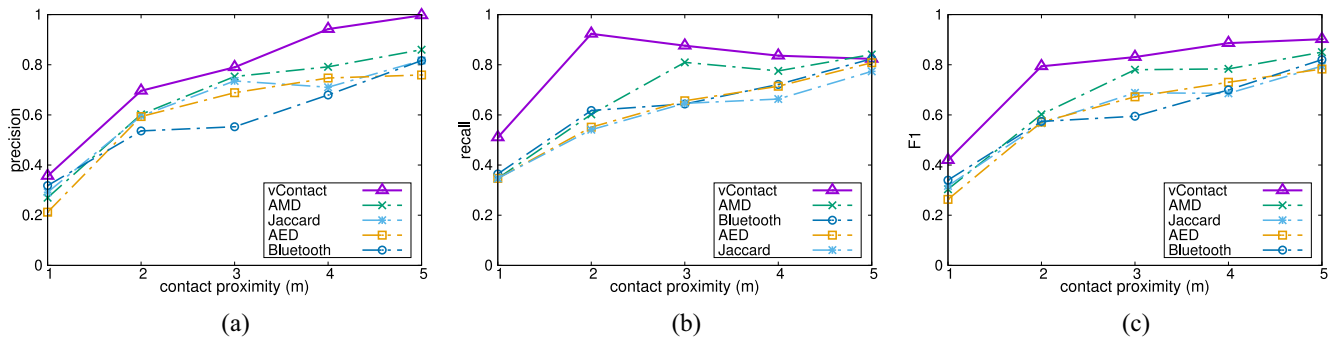 1
0.8
0.6
0.4
0.2
0
precision
vContact
AMD
Jaccard
AED
Bluetooth
1 2 3 4 5
contact proximity (m)
(a)
1
0.8
0.6
0.4
0.2
0
recall
vContact
AMD
Bluetooth
AED
Jaccard
1 2 3 4 5
contact proximity (m)
(b)
1
0.8
0.6
0.4
0.2
0
F1
vContact
AMD
Jaccard
AED
Bluetooth
1 2 3 4 5
contact proximity (m)
(c)